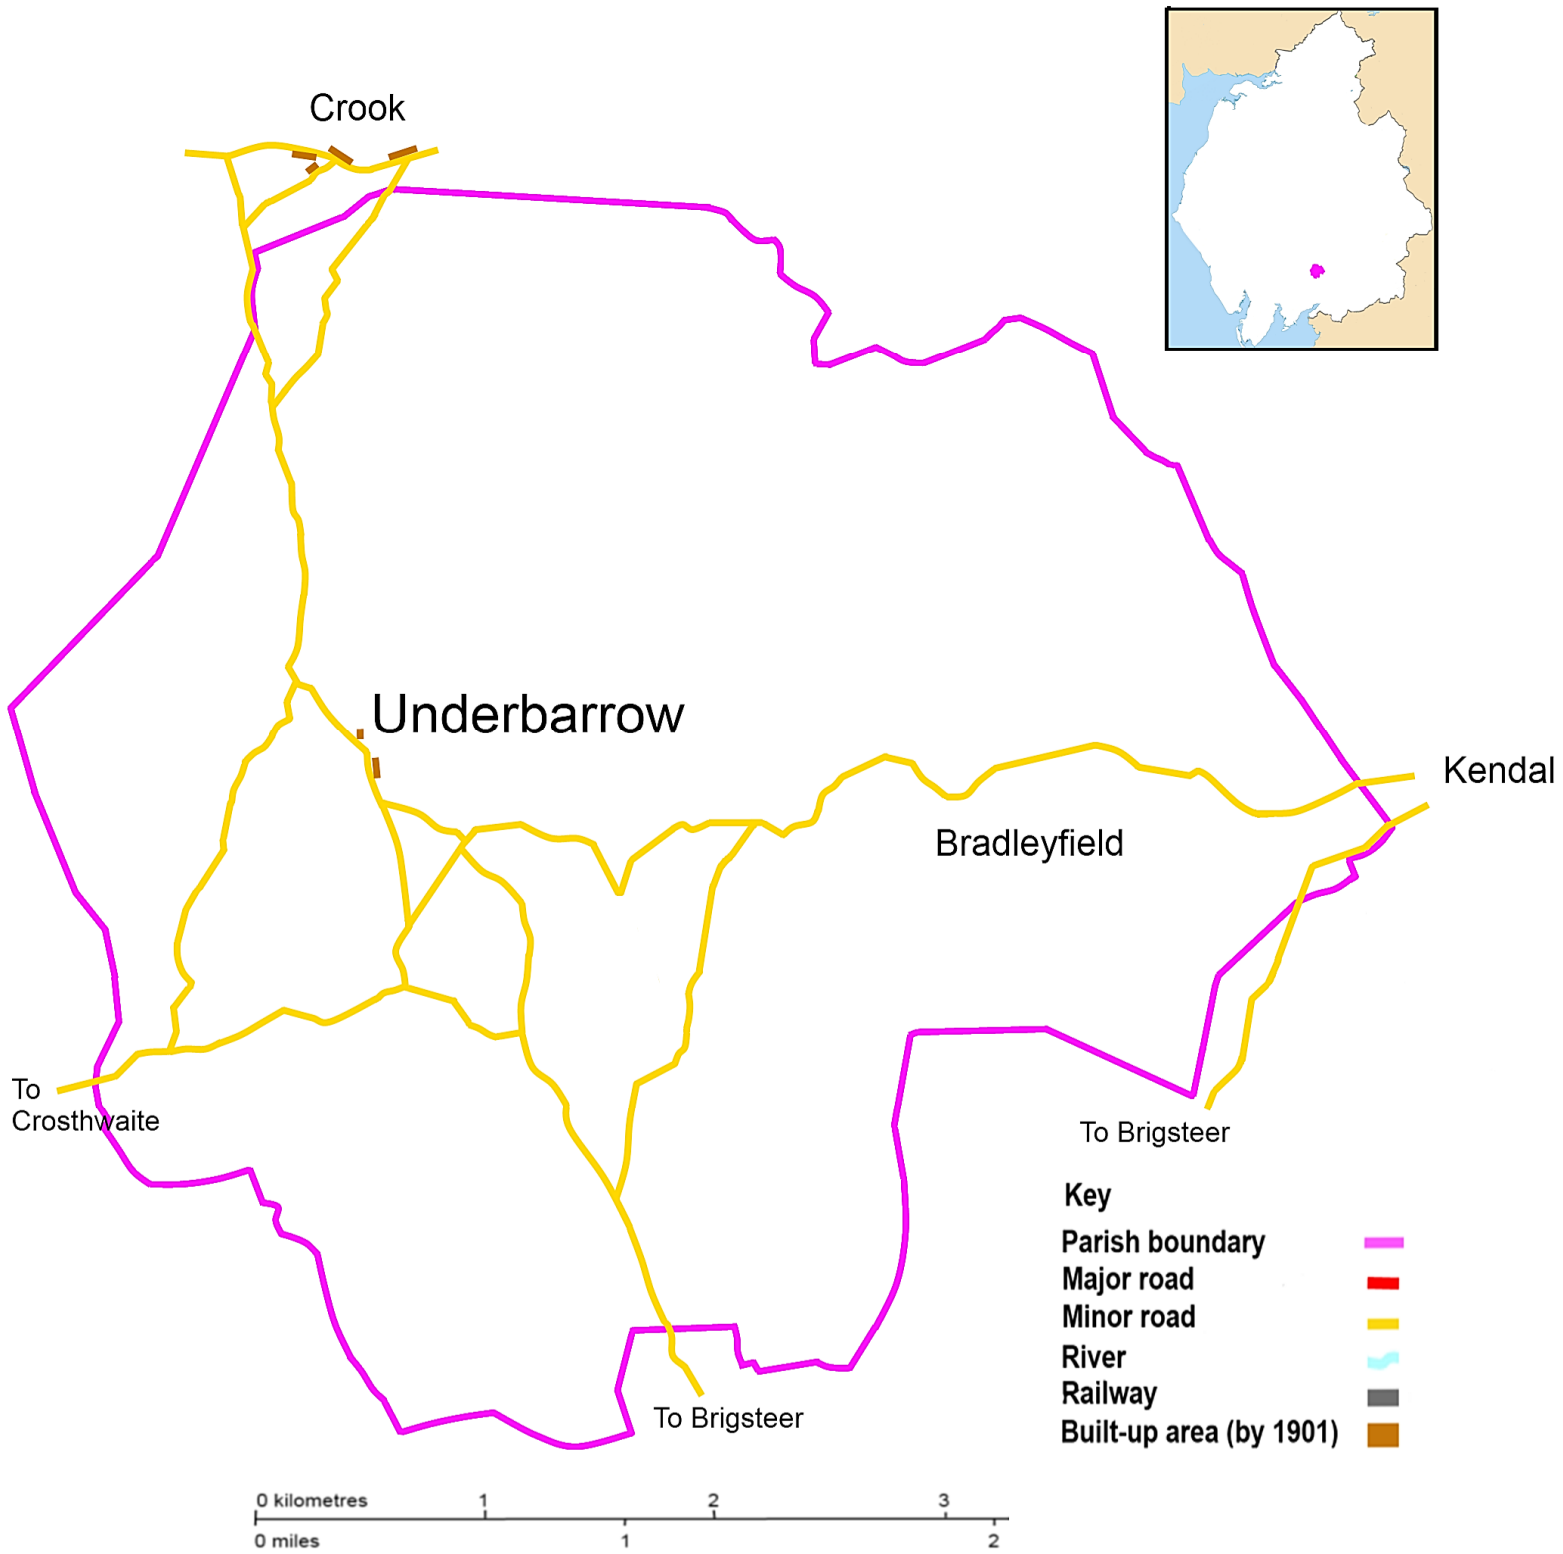 Crook
Underbarrow
Kendal
Bradleyfield
To
Crosthwaite
To Brigsteer
Key
Parish boundary
Major road
Minor road
River
Railway
Built-up area (by 1901)
To Brigsteer
0 kilometres 1 2 3
0 miles 1 2